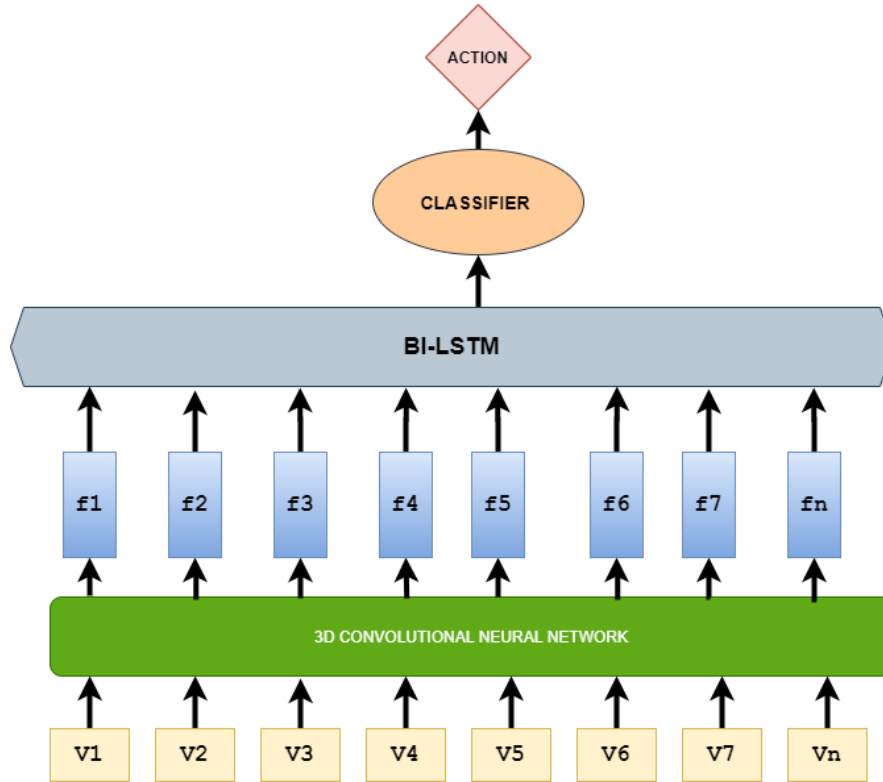 ACTION
CLASSIFIER
BI-LSTM
f1 f2 f3 f4 f5 f6 f7 fn
3D CONVOLUTIONAL NEURAL NETWORK
V1 V2 V3 V4 V5 V6 V7 Vn